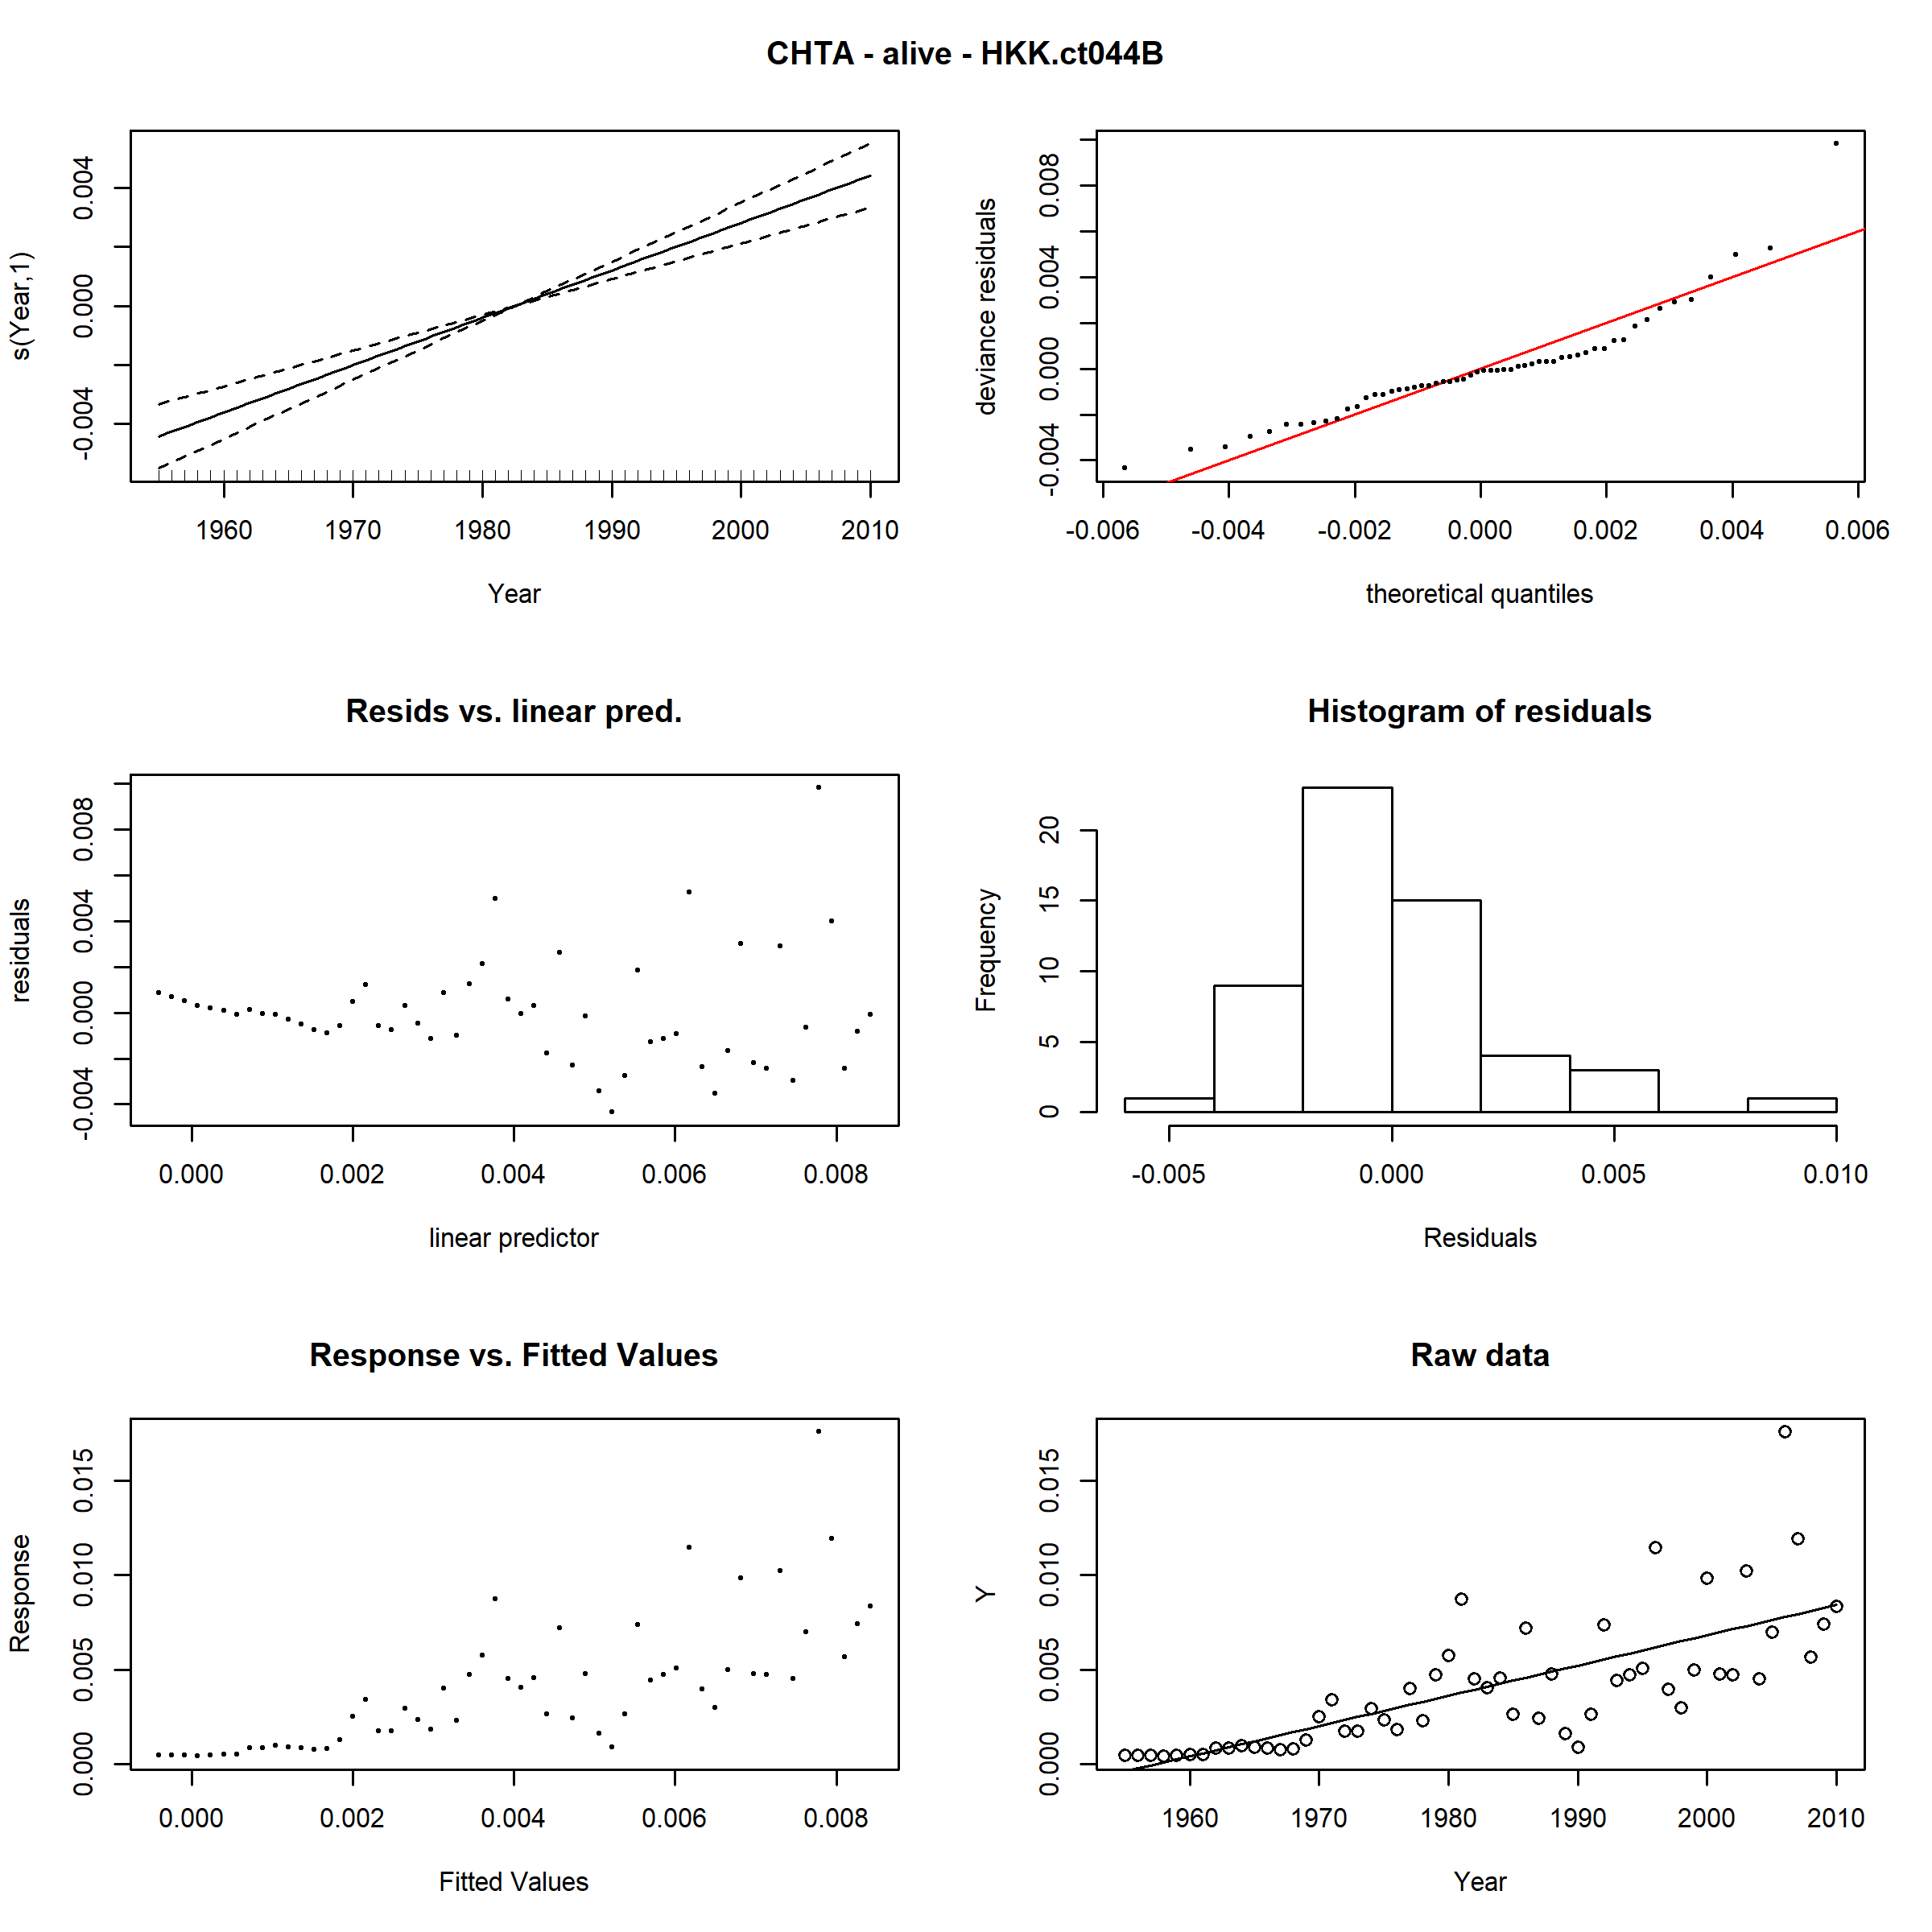 CHTA - alive - HKK.ct044B
s(Year,1)
0.004
0.000
-0.004
1960 1970 1980 1990 2000 2010
Year
deviance residuals
0.008
0.004
0.000
-0.004
-0.006 -0.004 -0.002 0.000 0.002 0.004 0.006
theoretical quantiles
Resids vs. linear pred.
residuals
0.008
0.004
0.000
-0.004
0.000 0.002 0.004 0.006 0.008
linear predictor
Histogram of residuals
Frequency
20
15
10
5
0
-0.005 0.000 0.005 0.010
Residuals
Response vs. Fitted Values
Response
0.015
0.010
0.005
0.000
0.000 0.002 0.004 0.006 0.008
Fitted Values
Raw data
Y
0.015
0.010
0.005
0.000
1960 1970 1980 1990 2000 2010
Year